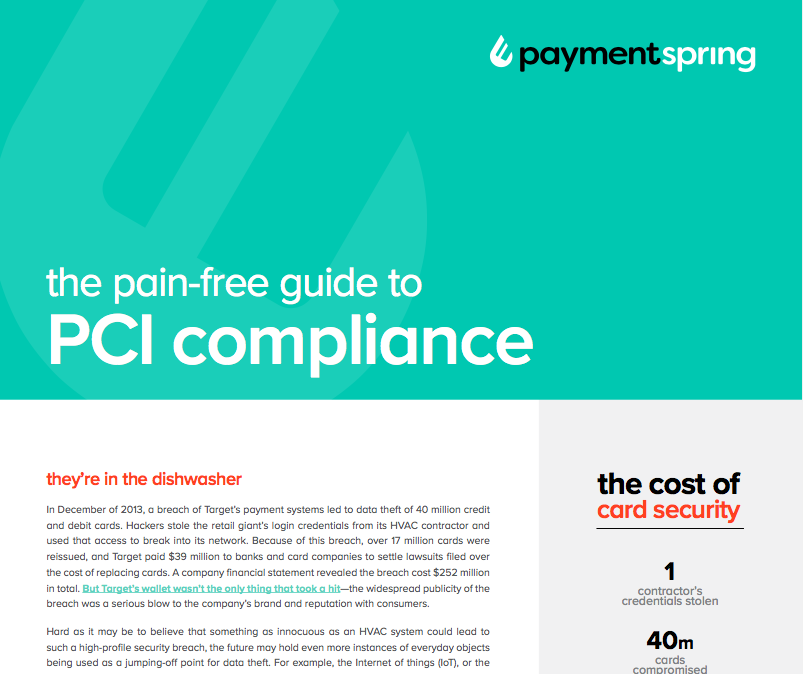 paymentspring
the pain-free guide to
PCI compliance
they're in the dishwasher
In December of 2013, a breach of Target's payment systems led to data theft of 40 million credit
and debit cards. Hackers stole the retail giant's login credentials from its HVAC contractor and
used that access to break into its network. Because of this breach, over 17 million cards were
reissued, and Target paid $39 million to banks and card companies to settle lawsuits filed over
the cost of replacing cards. A company financial statement revealed the breach cost $252 million
in total. But Target's wallet wasn't the only thing that took a hit—the widespread publicity of the
breach was a serious blow to the company's brand and reputation with consumers.
Hard as it may be to believe that something as innocuous as an HVAC system could lead to
such a high-profile security breach, the future may hold even more instances of everyday objects
being used as a jumping-off point for data theft. For example, the Internet of things (IoT), or the
the cost of
card security
1
contractor's
credentials stolen
40m
cards
compromised